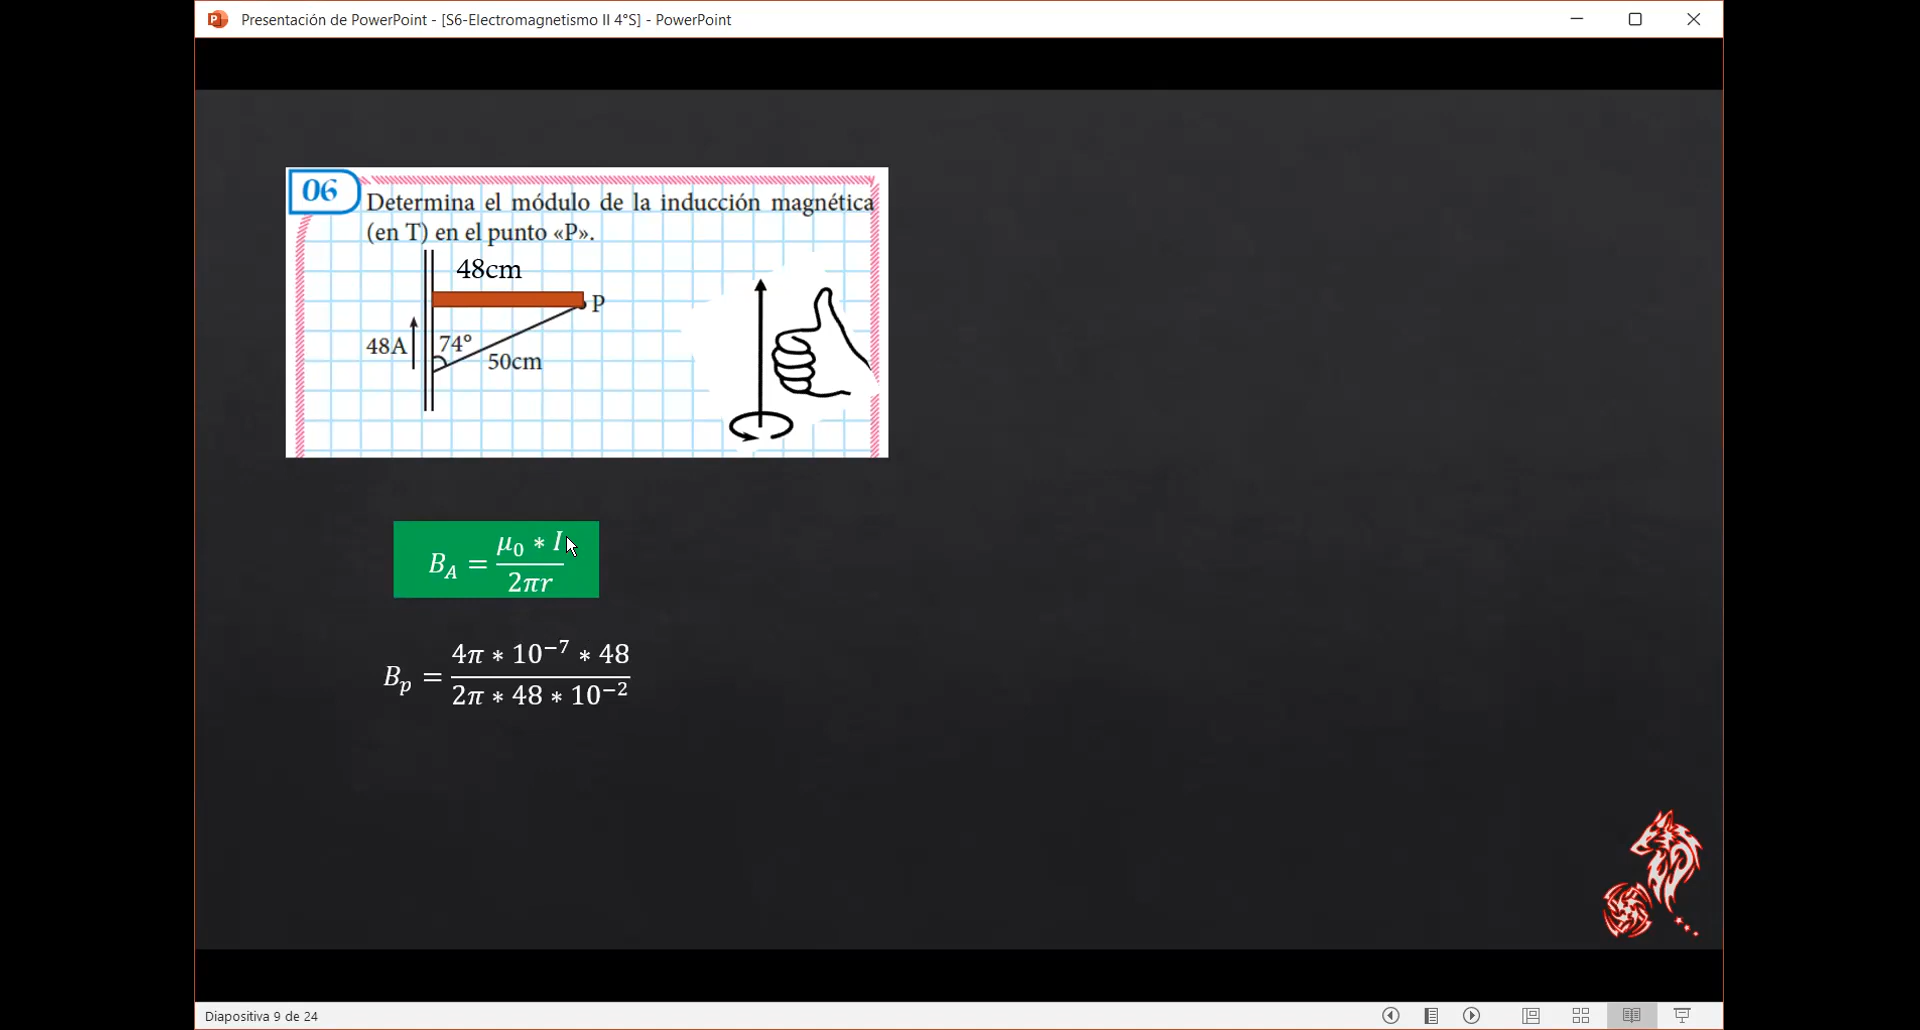 Presentación de PowerPoint - [S6-Electromagnetismo II 4°S] - PowerPoint
06
Determina el módulo de la inducción magnética
(en T) en el punto «P».
48cm
P
48A
74°
50cm
B_A = \frac{μ_0 * I}{2πr}
B_p = \frac{4π * 10^{−7} * 48}{2π * 48 * 10^{−2}}
Diapositiva 9 de 24